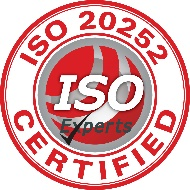 ISO 20252
ISO
Experts
CERTIFIED